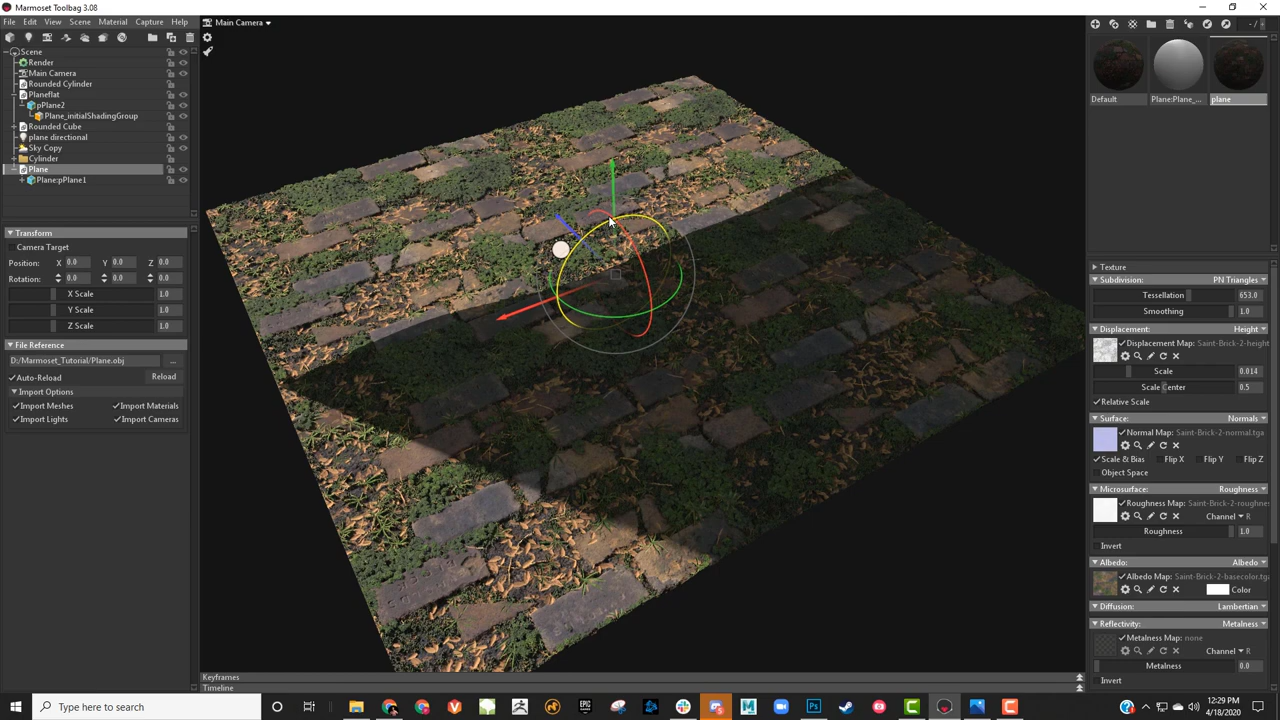 Marmoset Toolbag 3.08
File Edit View Scene Material Capture Help
Main Camera
- / +
Scene
Render
Main Camera
Rounded Cylinder
Planeflat
pPlane2
Plane_initialShadingGroup
Rounded Cube
plane directional
Sky Copy
Cylinder
Plane
Plane:pPlane1
Transform
Camera Target
Position: X 0.0 Y 0.0 Z 0.0
Rotation: 0.0 0.0 0.0
X Scale 1.0
Y Scale 1.0
Z Scale 1.0
File Reference
D:/Marmoset_Tutorial/Plane.obj ...
Auto-Reload Reload
Import Options
Import Meshes Import Materials
Import Lights Import Cameras
Keyframes
Timeline
Default Plane:Plane_... plane
Texture
Subdivision: PN Triangles
Tessellation 653.0
Smoothing 1.0
Displacement: Height
Displacement Map: Saint-Brick-2-height
Scale 0.014
Scale Center 0.5
Relative Scale
Surface: Normals
Normal Map: Saint-Brick-2-normal.tga
Scale & Bias Flip X Flip Y Flip Z
Object Space
Microsurface: Roughness
Roughness Map: Saint-Brick-2-roughne
Channel R
Roughness 1.0
Invert
Albedo: Albedo
Albedo Map: Saint-Brick-2-basecolor.tga
Color
Diffusion: Lambertian
Reflectivity: Metalness
Metalness Map: none
Channel R
Metalness 0.0
Invert
Type here to search
12:29 PM
4/18/2020